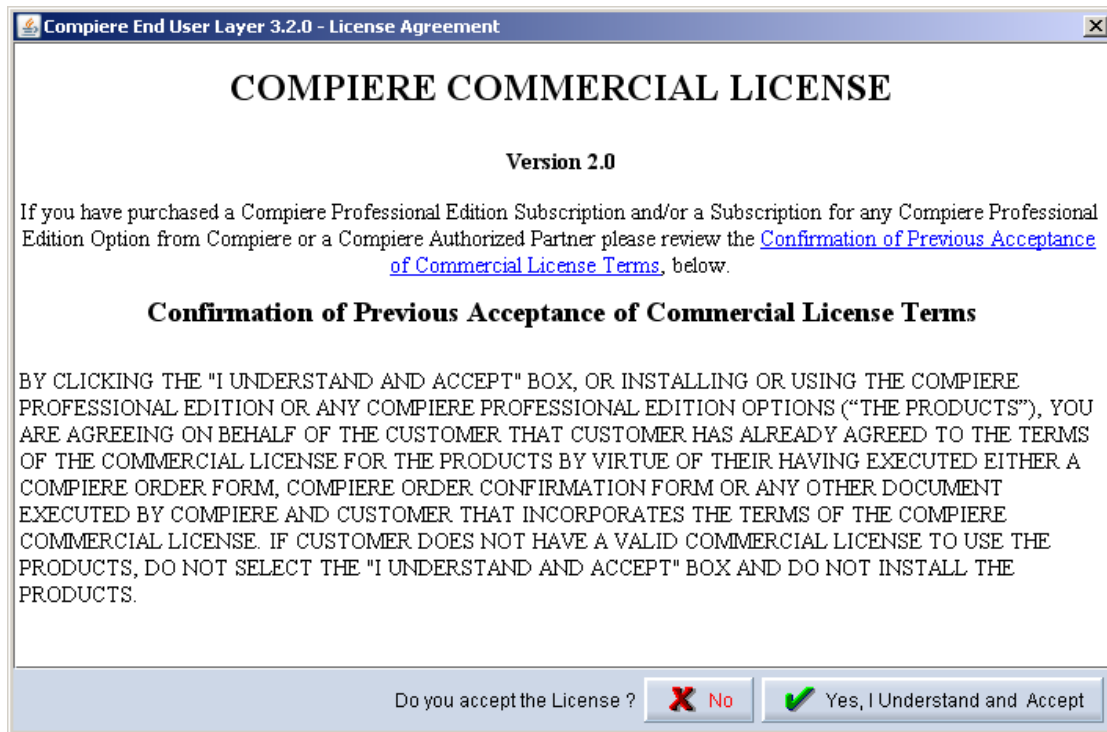 Compiere End User Layer 3.2.0 - License Agreement
COMPIERE COMMERCIAL LICENSE
Version 2.0
If you have purchased a Compiere Professional Edition Subscription and/or a Subscription for any Compiere Professional
Edition Option from Compiere or a Compiere Authorized Partner please review the Confirmation of Previous Acceptance
of Commercial License Terms, below.
Confirmation of Previous Acceptance of Commercial License Terms
BY CLICKING THE "I UNDERSTAND AND ACCEPT" BOX, OR INSTALLING OR USING THE COMPIERE
PROFESSIONAL EDITION OR ANY COMPIERE PROFESSIONAL EDITION OPTIONS (“THE PRODUCTS”), YOU
ARE AGREEING ON BEHALF OF THE CUSTOMER THAT CUSTOMER HAS ALREADY AGREED TO THE TERMS
OF THE COMMERCIAL LICENSE FOR THE PRODUCTS BY VIRTUE OF THEIR HAVING EXECUTED EITHER A
COMPIERE ORDER FORM, COMPIERE ORDER CONFIRMATION FORM OR ANY OTHER DOCUMENT
EXECUTED BY COMPIERE AND CUSTOMER THAT INCORPORATES THE TERMS OF THE COMPIERE
COMMERCIAL LICENSE. IF CUSTOMER DOES NOT HAVE A VALID COMMERCIAL LICENSE TO USE THE
PRODUCTS, DO NOT SELECT THE "I UNDERSTAND AND ACCEPT" BOX AND DO NOT INSTALL THE
PRODUCTS.
Do you accept the License ? No Yes, I Understand and Accept